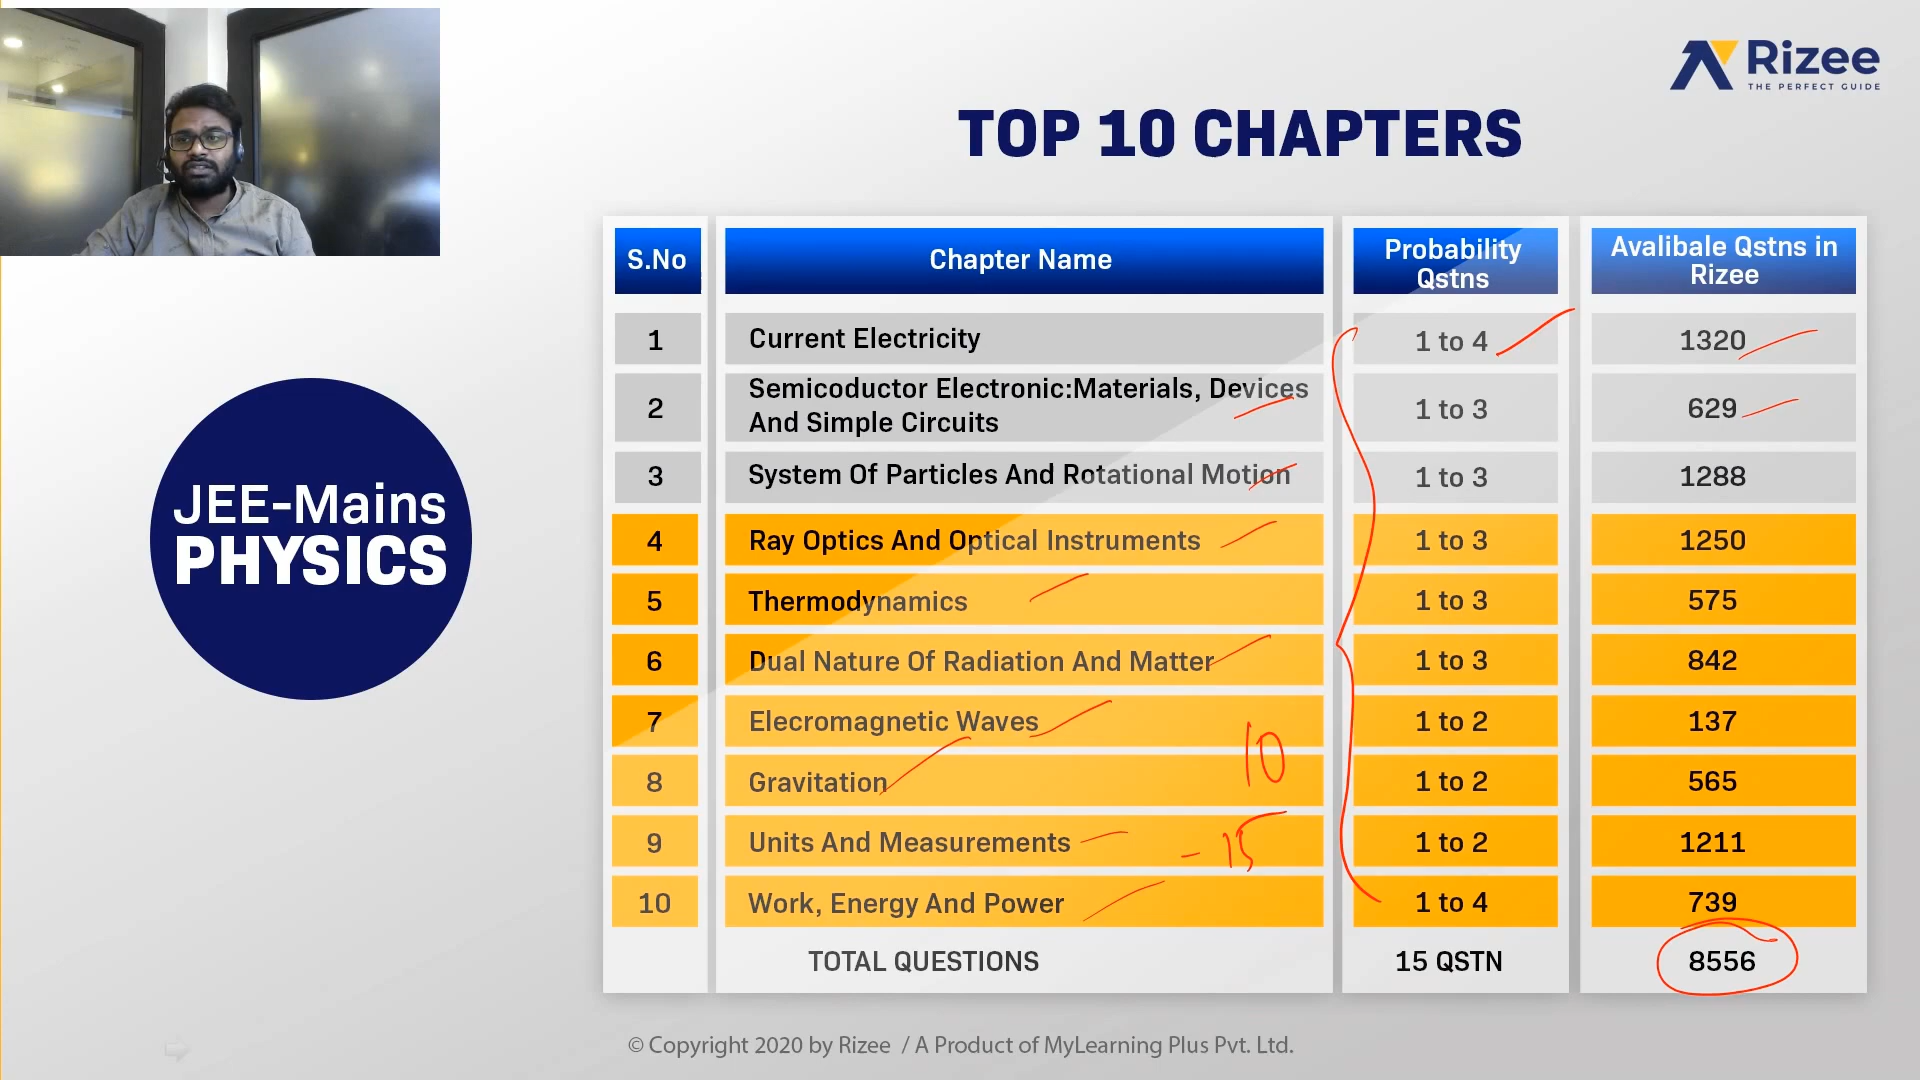 Rizee
THE PERFECT GUIDE
TOP 10 CHAPTERS
JEE-Mains
PHYSICS
S.No Chapter Name Probability Qstns Avalibale Qstns in Rizee
1 Current Electricity 1 to 4 1320
2 Semicoductor Electronic:Materials, Devices And Simple Circuits 1 to 3 629
3 System Of Particles And Rotational Motion 1 to 3 1288
4 Ray Optics And Optical Instruments 1 to 3 1250
5 Thermodynamics 1 to 3 575
6 Dual Nature Of Radiation And Matter 1 to 3 842
7 Elecromagnetic Waves 1 to 2 137
8 Gravitation 1 to 2 565
9 Units And Measurements 1 to 2 1211
10 Work, Energy And Power 1 to 4 739
TOTAL QUESTIONS 15 QSTN 8556
10
- 15
© Copyright 2020 by Rizee / A Product of MyLearning Plus Pvt. Ltd.